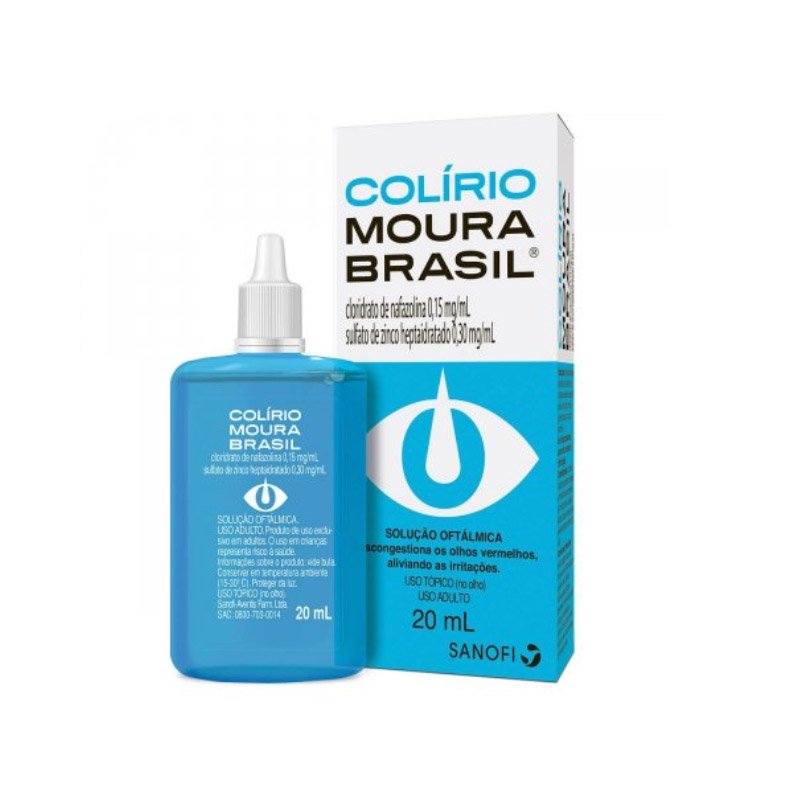 COLÍRIO
MOURA
BRASIL®
cloridrato de nafazolina 0,15 mg/mL
sulfato de zinco heptaidratado 0,30 mg/mL
SOLUÇÃO OFTÁLMICA
scongestiona os olhos vermelhos,
aliviando as irritações.
USO TÓPICO (no olho)
USO ADULTO
20 mL
SANOFI
COLÍRIO
MOURA
BRASIL
cloridrato de nafazolina 0,15 mg/mL
sulfato de zinco heptaidratado 0,30 mg/mL
SOLUÇÃO OFTÁLMICA.
USO ADULTO. Produto de uso exclu-
sivo em adultos. O uso em crianças
representa risco à saúde.
Informações sobre o produto: vide bula.
Conservar em temperatura ambiente
(15-30º C). Proteger da luz.
USO TÓPICO (no olho).
Sanofi-Aventis Farm. Ltda.
SAC: 0800-703-0014
20 mL